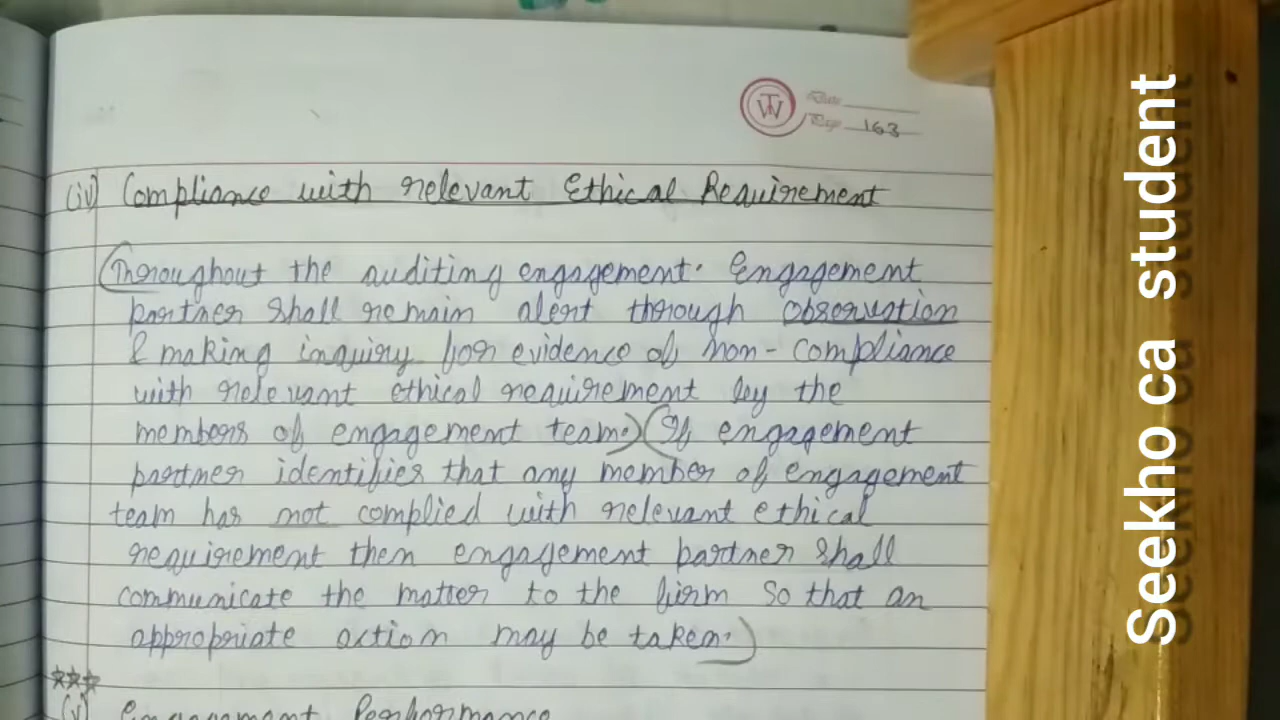 Date
Page 163
(iv) Compliance with relevant Ethical Requirement
(Throughout the auditing engagement. Engagement
partner shall remain alert through observation
& making inquiry for evidence of non-compliance
with relevant ethical requirement by the
members of engagement team.) (If engagement
partner identifies that any member of engagement
team has not complied with relevant ethical
requirement then engagement partner shall
communicate the matter to the firm so that an
appropriate action may be taken.)
(v) Engagement Performance
Seekho ca student